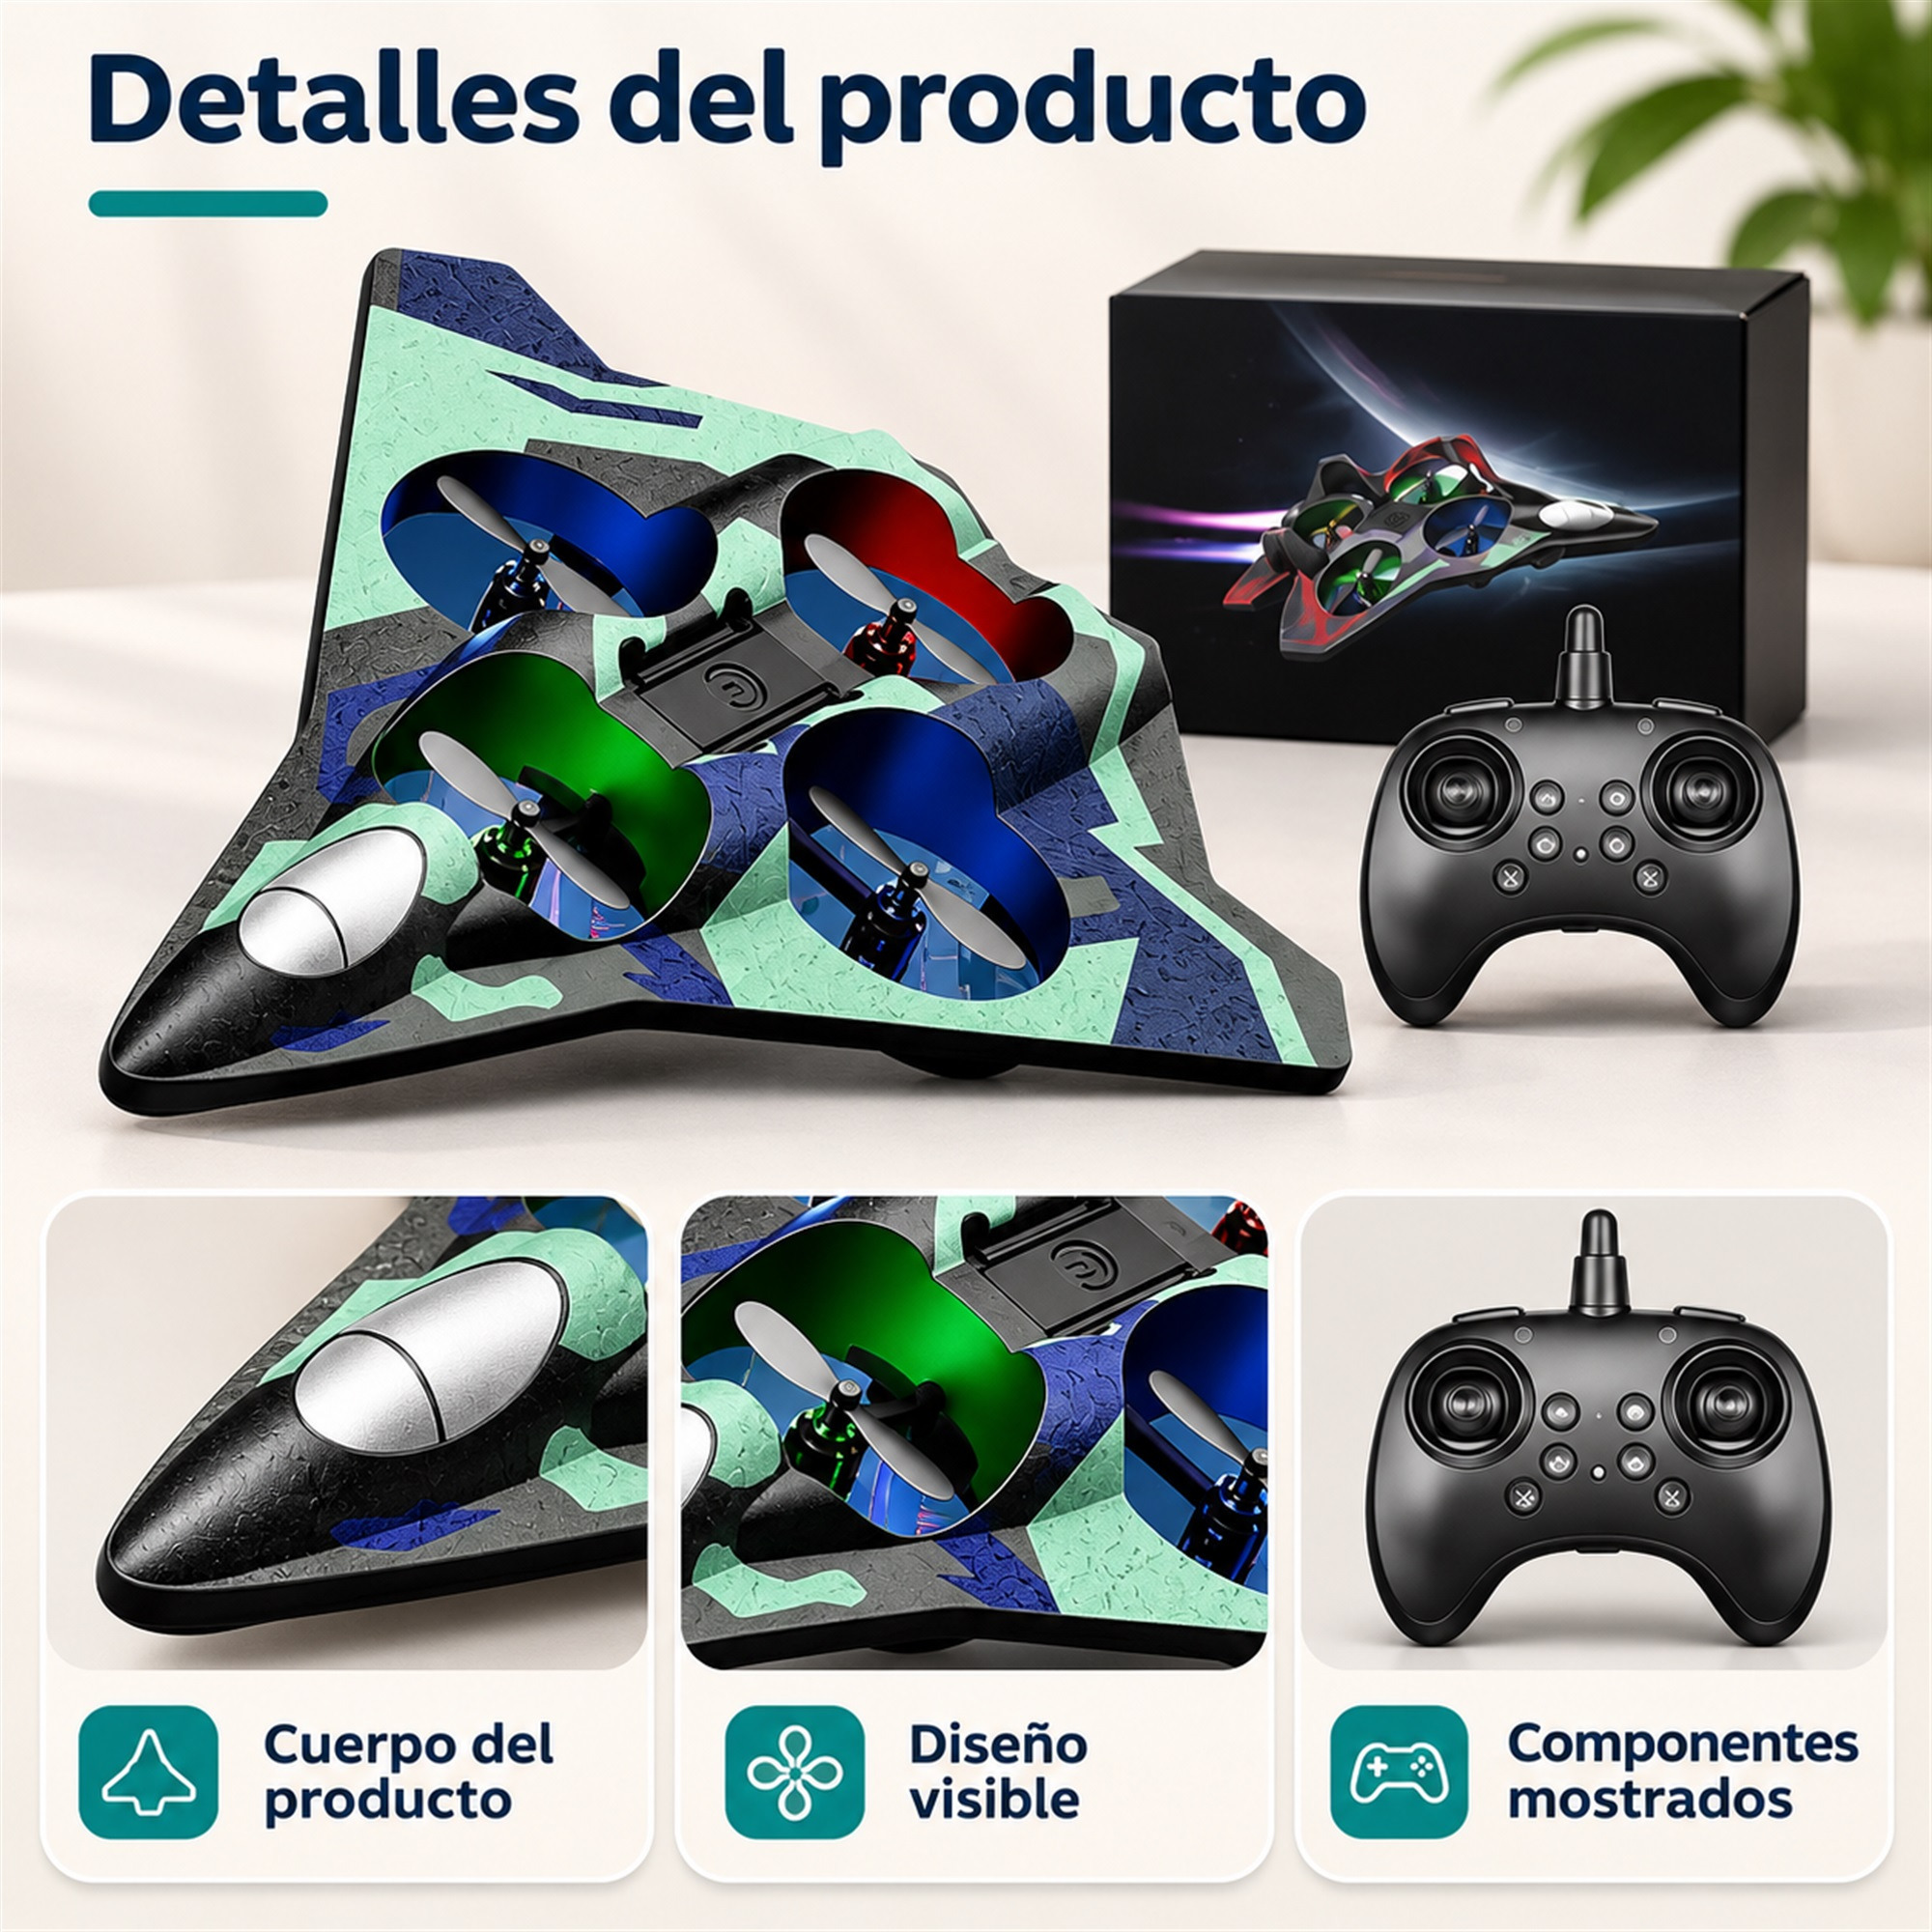 Detalles del producto
Cuerpo del
producto
Diseño
visible
Componentes
mostrados